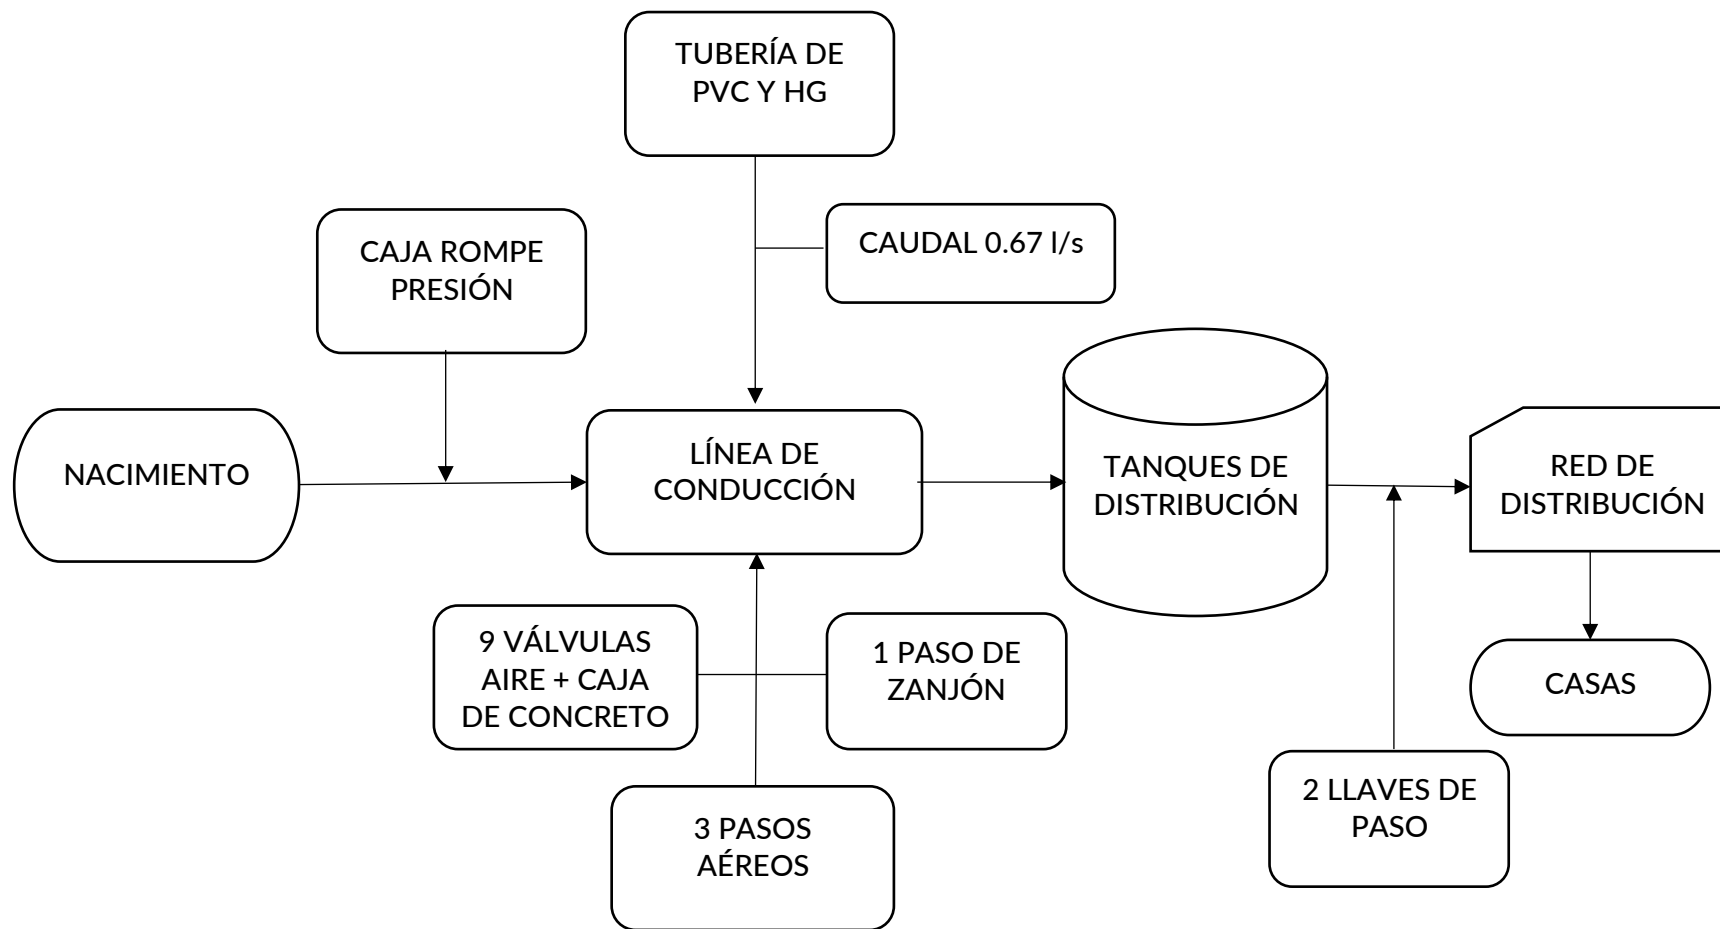 TUBERÍA DE
PVC Y HG
CAJA ROMPE
PRESIÓN
CAUDAL 0.67 l/s
NACIMIENTO
LÍNEA DE
CONDUCCIÓN
TANQUES DE
DISTRIBUCIÓN
RED DE
DISTRIBUCIÓN
9 VÁLVULAS
AIRE + CAJA
DE CONCRETO
1 PASO DE
ZANJÓN
CASAS
3 PASOS
AÉREOS
2 LLAVES DE
PASO